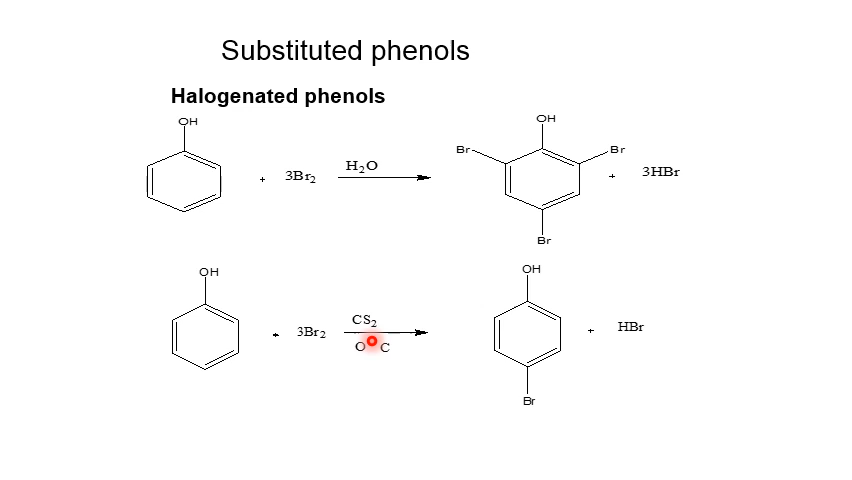 Substituted phenols
Halogenated phenols
OH
+ 3Br2 H2O
OH
Br Br
Br
+ 3HBr
OH
+ 3Br2 CS2
O C
OH
Br
+ HBr